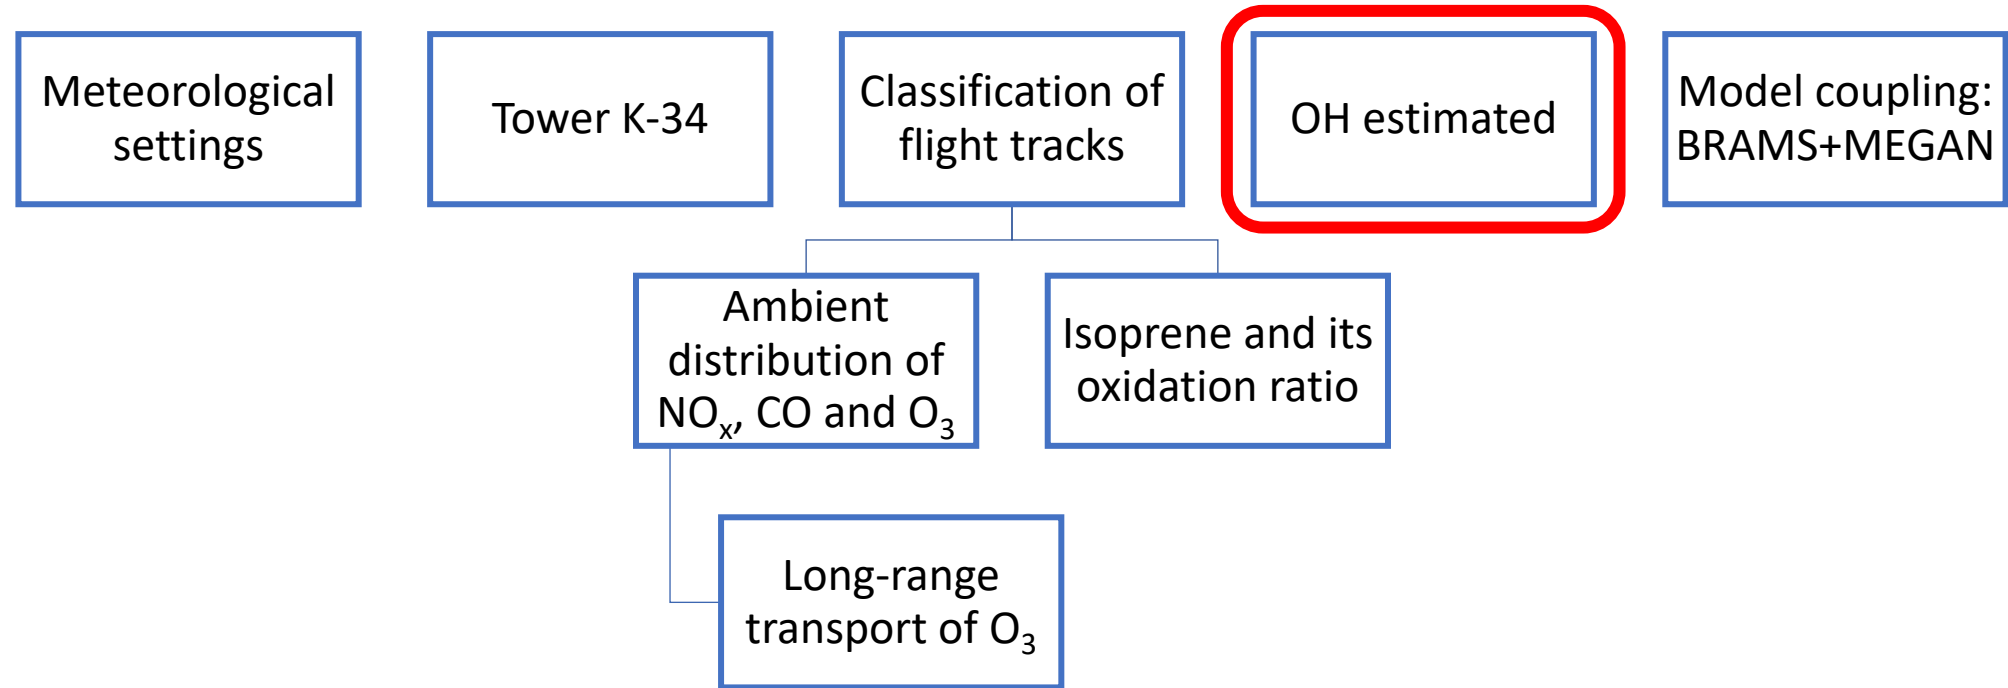 Meteorological
settings
Tower K-34
Classification of
flight tracks
OH estimated
Model coupling:
BRAMS+MEGAN
Ambient
distribution of
NOₓ, CO and O₃
Isoprene and its
oxidation ratio
Long-range
transport of O₃